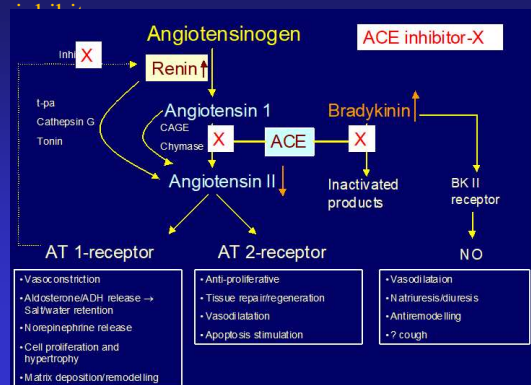 Angiotensinogen
ACE inhibitor-X
Inhi X
Renin
t-pa
Cathepsin G
Tonin
Angiotensin 1
Bradykinin
CAGE
Chymase
X
ACE
X
Angiotensin II
Inactivated
products
BK II
receptor
AT 1-receptor
AT 2-receptor
NO
• Vasoconstriction
• Aldosterone/ADH release →
Salt/water retention
• Norepinephrine release
• Cell proliferation and
hypertrophy
• Matrix deposition/remodelling
• Anti-proliferative
• Tissue repair/regeneration
• Vasodilatation
• Apoptosis stimulation
• Vasodilataion
• Natriuresis/diuresis
• Antiremodelling
• ? cough